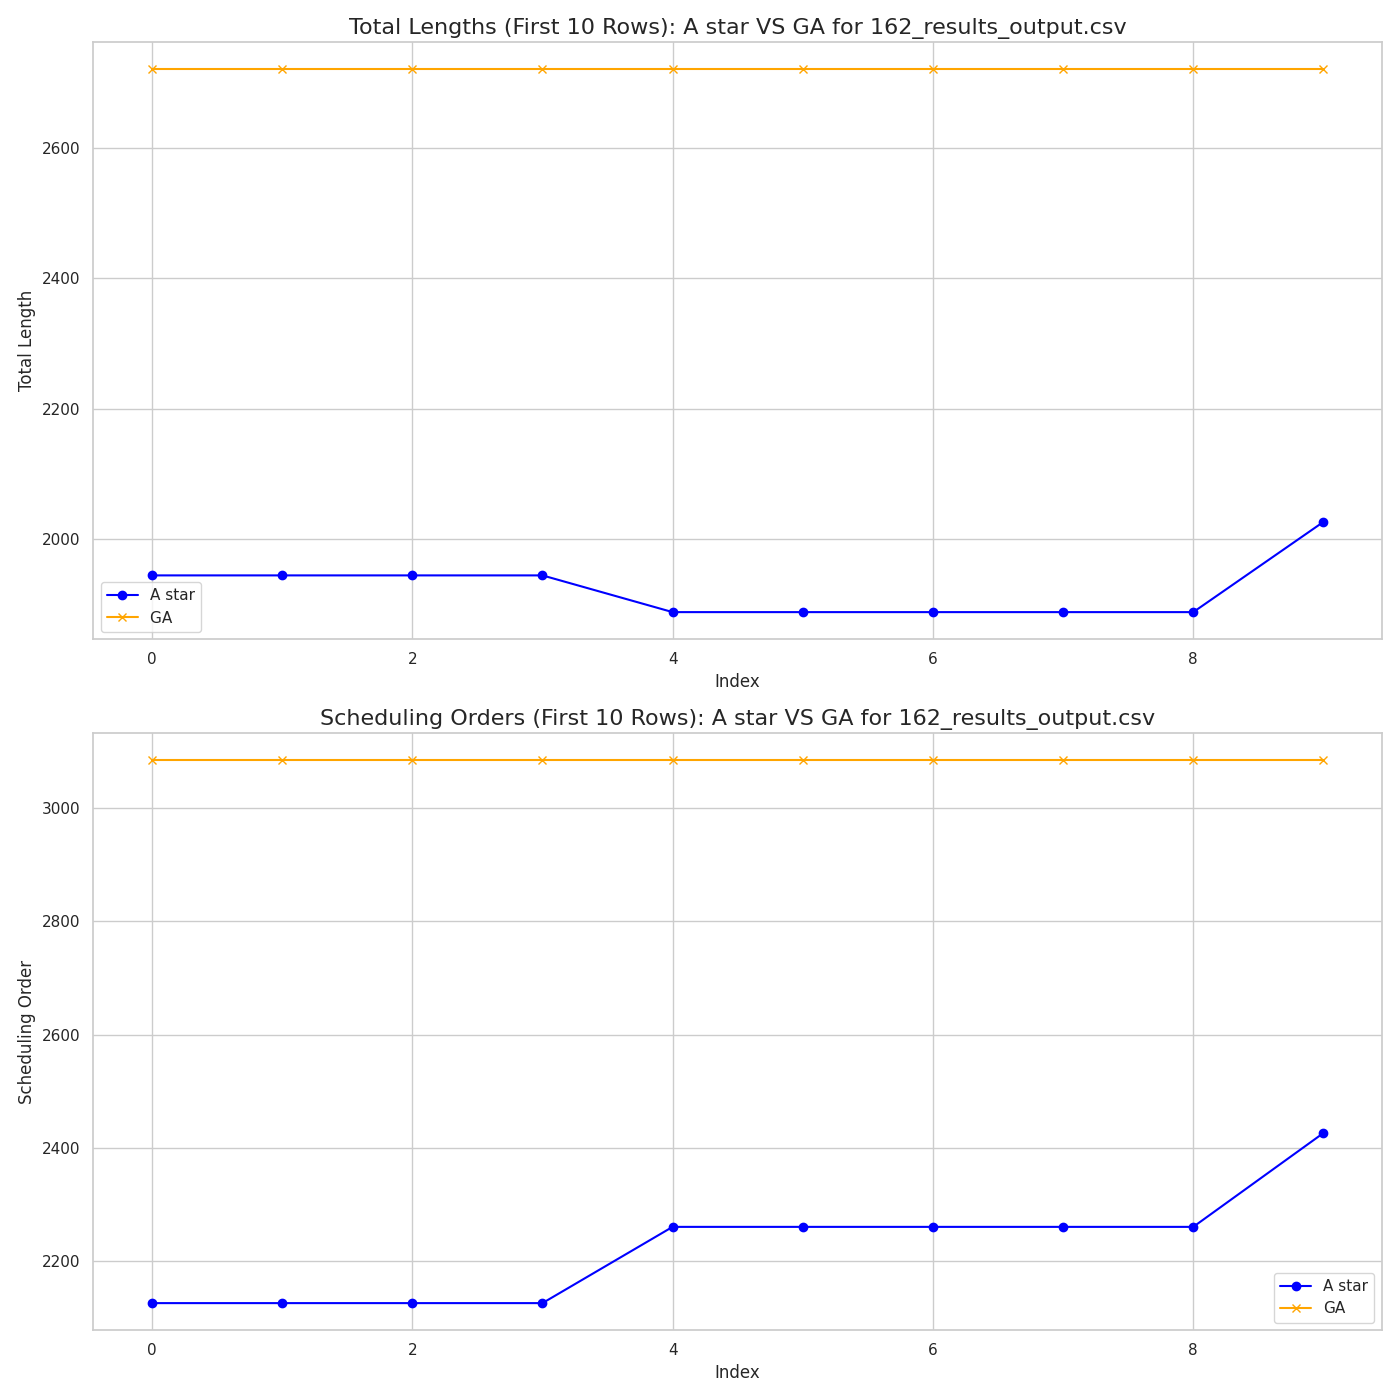 Total Lengths (First 10 Rows): A star VS GA for 162_results_output.csv
2600
2400
2200
2000
Total Length
A star
GA
0 2 4 6 8
Index
Scheduling Orders (First 10 Rows): A star VS GA for 162_results_output.csv
3000
2800
2600
2400
2200
Scheduling Order
A star
GA
0 2 4 6 8
Index